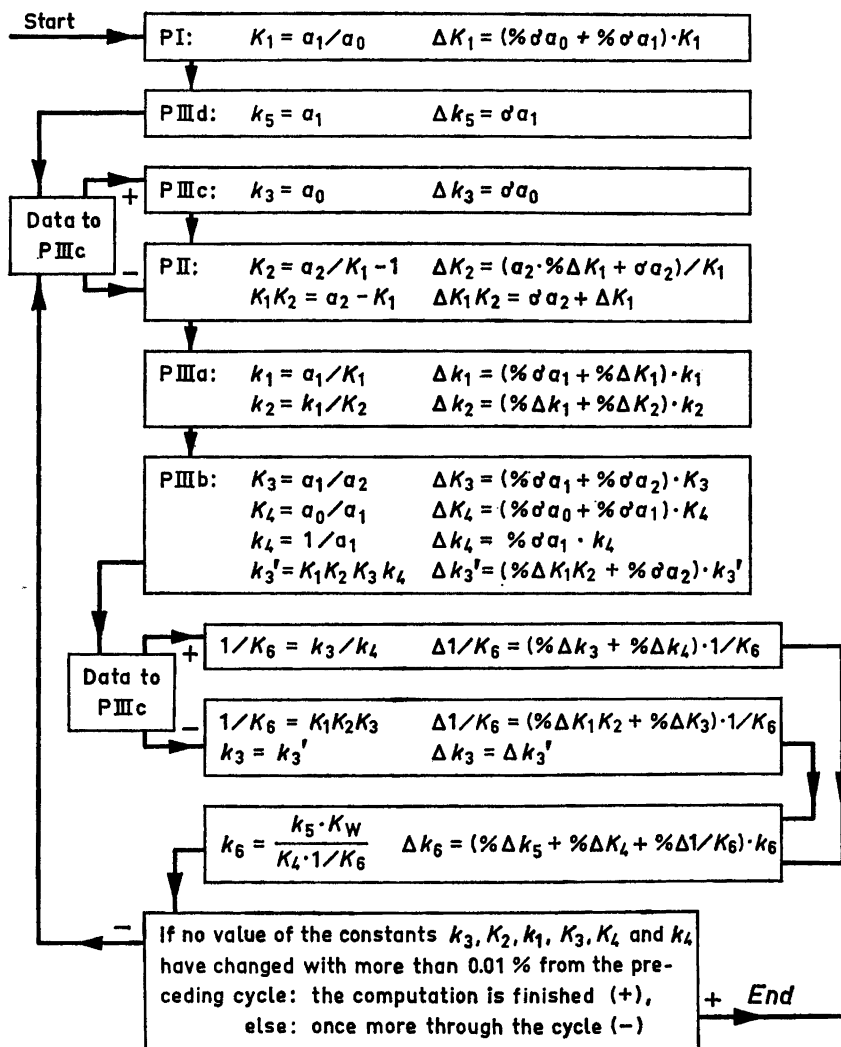 Start
PI: K₁ = a₁/a₀ ΔK₁ = (%σa₀ + %σa₁)·K₁
PIIId: k₅ = a₁ Δk₅ = σa₁
Data to
PIIIc
+
−
PIIIc: k₃ = a₀ Δk₃ = σa₀
PII: K₂ = a₂/K₁ − 1 ΔK₂ = (a₂·%ΔK₁ + σa₂)/K₁
K₁K₂ = a₂ − K₁ ΔK₁K₂ = σa₂ + ΔK₁
PIIIa: k₁ = a₁/K₁ Δk₁ = (%σa₁ + %ΔK₁)·k₁
k₂ = k₁/K₂ Δk₂ = (%Δk₁ + %ΔK₂)·k₂
PIIIb: K₃ = a₁/a₂ ΔK₃ = (%σa₁ + %σa₂)·K₃
K₄ = a₀/a₁ ΔK₄ = (%σa₀ + %σa₁)·K₄
k₄ = 1/a₁ Δk₄ = %σa₁ · k₄
k₃' = K₁K₂K₃k₄ Δk₃' = (%ΔK₁K₂ + %σa₂)·k₃'
Data to
PIIIc
+
−
1/K₆ = k₃/k₄ Δ1/K₆ = (%Δk₃ + %Δk₄)·1/K₆
1/K₆ = K₁K₂K₃ Δ1/K₆ = (%ΔK₁K₂ + %ΔK₃)·1/K₆
k₃ = k₃' Δk₃ = Δk₃'
k₆ = k₅·K_W / K₄·1/K₆ Δk₆ = (%Δk₅ + %ΔK₄ + %Δ1/K₆)·k₆
−
If no value of the constants k₃, K₂, k₁, K₃, K₄ and k₄
have changed with more than 0.01 % from the pre-
ceding cycle: the computation is finished (+),
else: once more through the cycle (−)
+ End